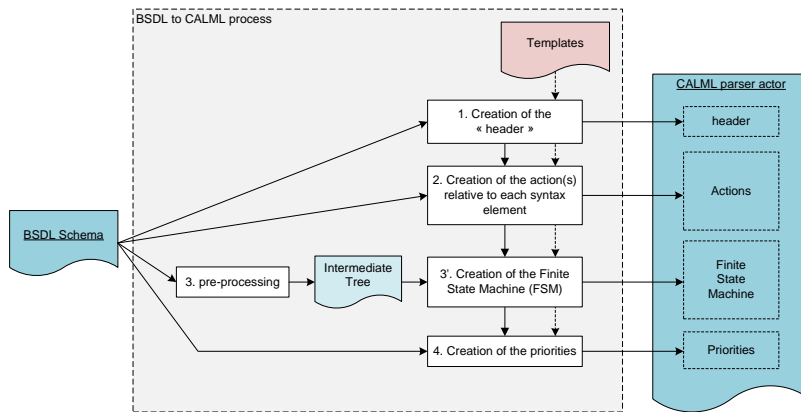 BSDL to CALML process
Templates
CALML parser actor
1. Creation of the
« header »
header
2. Creation of the action(s)
relative to each syntax
element
Actions
BSDL Schema
3. pre-processing
Intermediate
Tree
3'. Creation of the Finite
State Machine (FSM)
Finite
State
Machine
4. Creation of the priorities
Priorities